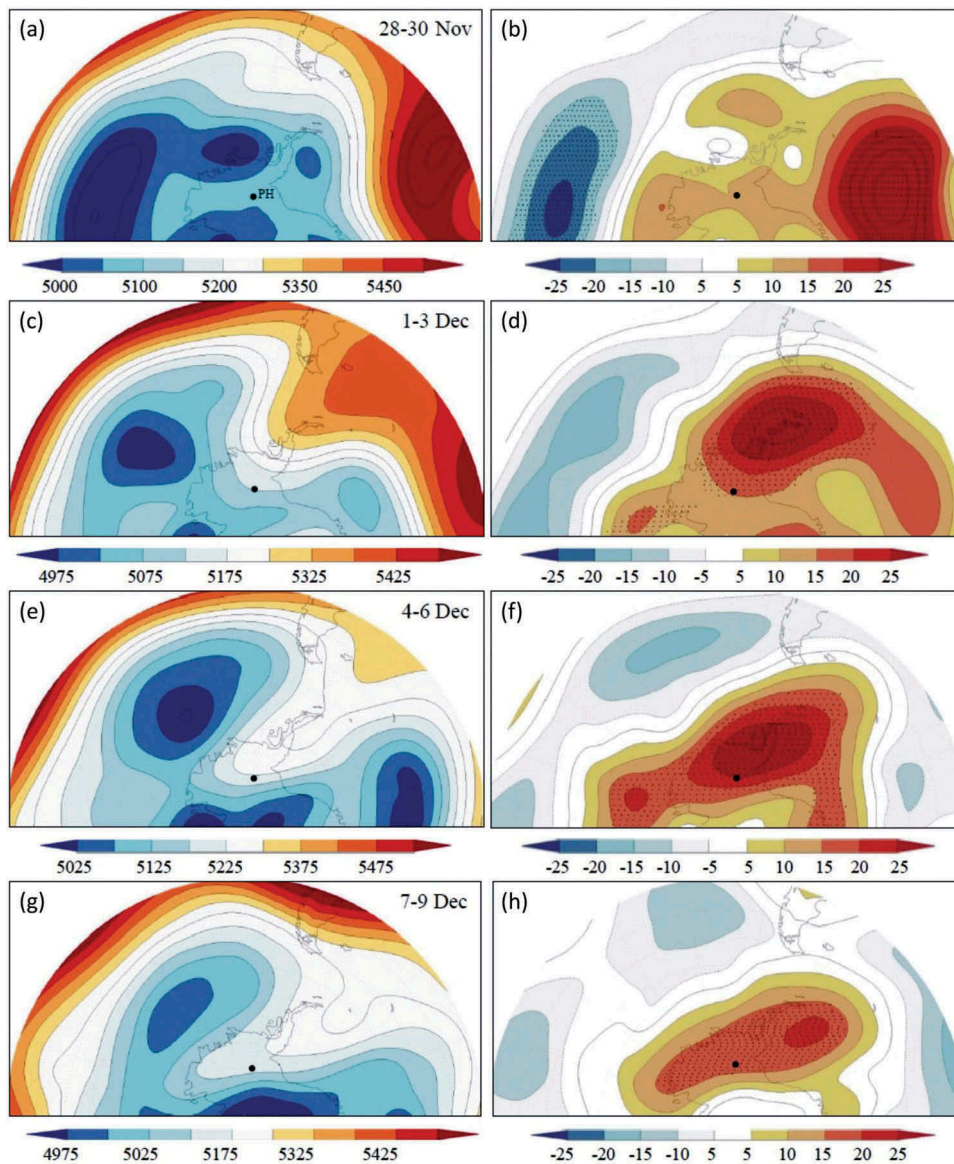 (a) 28-30 Nov (b)
PH
5000 5100 5200 5350 5450 -25 -20 -15 -10 5 5 10 15 20 25
(c) 1-3 Dec (d)
4975 5075 5175 5325 5425 -25 -20 -15 -10 -5 5 10 15 20 25
(e) 4-6 Dec (f)
5025 5125 5225 5375 5475 -25 -20 -15 -10 -5 5 10 15 20 25
(g) 7-9 Dec (h)
4975 5025 5175 5325 5425 -25 -20 -15 -10 5 5 10 15 20 25